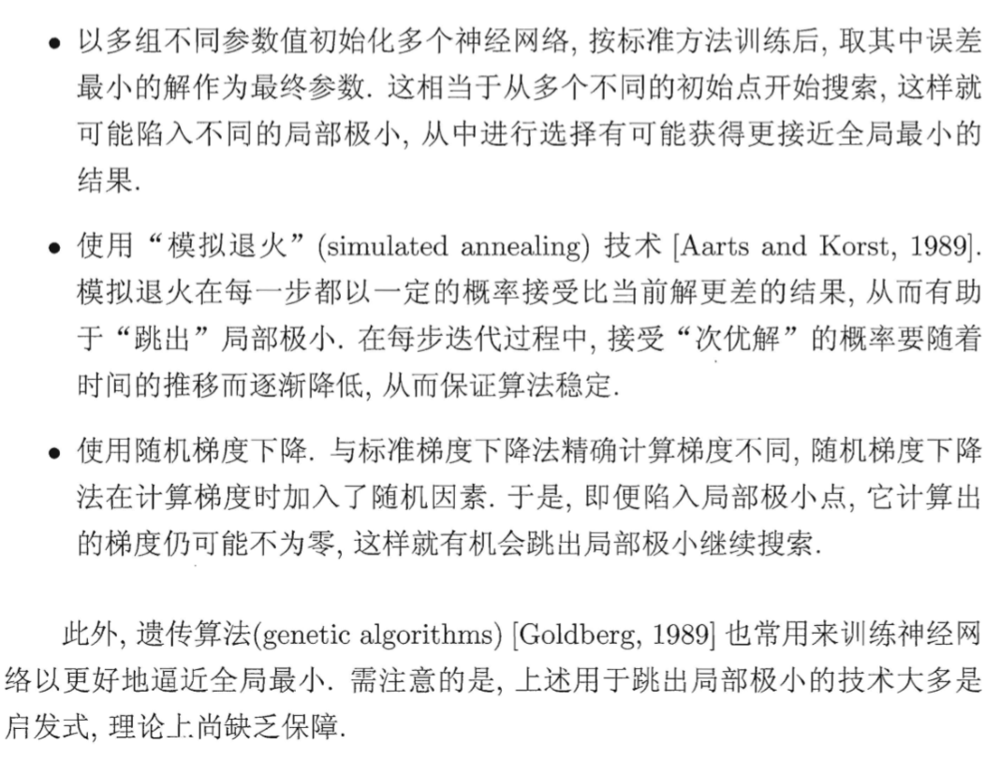 • 以多组不同参数值初始化多个神经网络, 按标准方法训练后, 取其中误差
最小的解作为最终参数. 这相当于从多个不同的初始点开始搜索, 这样就
可能陷入不同的局部极小, 从中进行选择有可能获得更接近全局最小的
结果.
• 使用“模拟退火”(simulated annealing) 技术 [Aarts and Korst, 1989].
模拟退火在每一步都以一定的概率接受比当前解更差的结果, 从而有助
于“跳出”局部极小. 在每步迭代过程中, 接受“次优解”的概率要随着
时间的推移而逐渐降低, 从而保证算法稳定.
• 使用随机梯度下降. 与标准梯度下降法精确计算梯度不同, 随机梯度下降
法在计算梯度时加入了随机因素. 于是, 即便陷入局部极小点, 它计算出
的梯度仍可能不为零, 这样就有机会跳出局部极小继续搜索.
此外, 遗传算法(genetic algorithms) [Goldberg, 1989] 也常用来训练神经网
络以更好地逼近全局最小. 需注意的是, 上述用于跳出局部极小的技术大多是
启发式, 理论上尚缺乏保障.